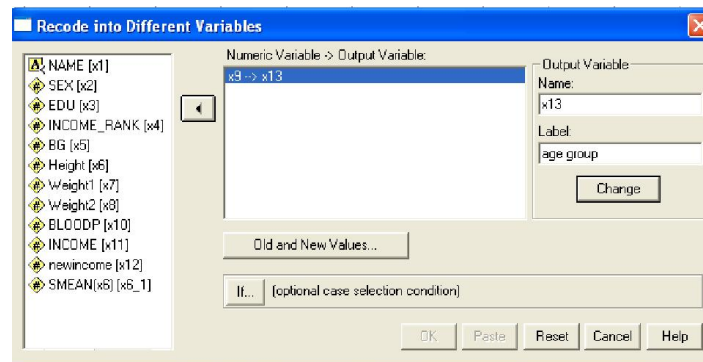 Recode into Different Variables
NAME [x1]
SEX [x2]
EDU [x3]
INCOME_RANK [x4]
BG [x5]
Height [x6]
Weight1 [x7]
Weight2 [x8]
BLOODP [x10]
INCOME [x11]
newincome [x12]
SMEAN(x6) [x6_1]
Numeric Variable -> Output Variable:
x9 --> x13
Output Variable
Name:
x13
Label:
age group
Change
Old and New Values...
If... (optional case selection condition)
OK Paste Reset Cancel Help